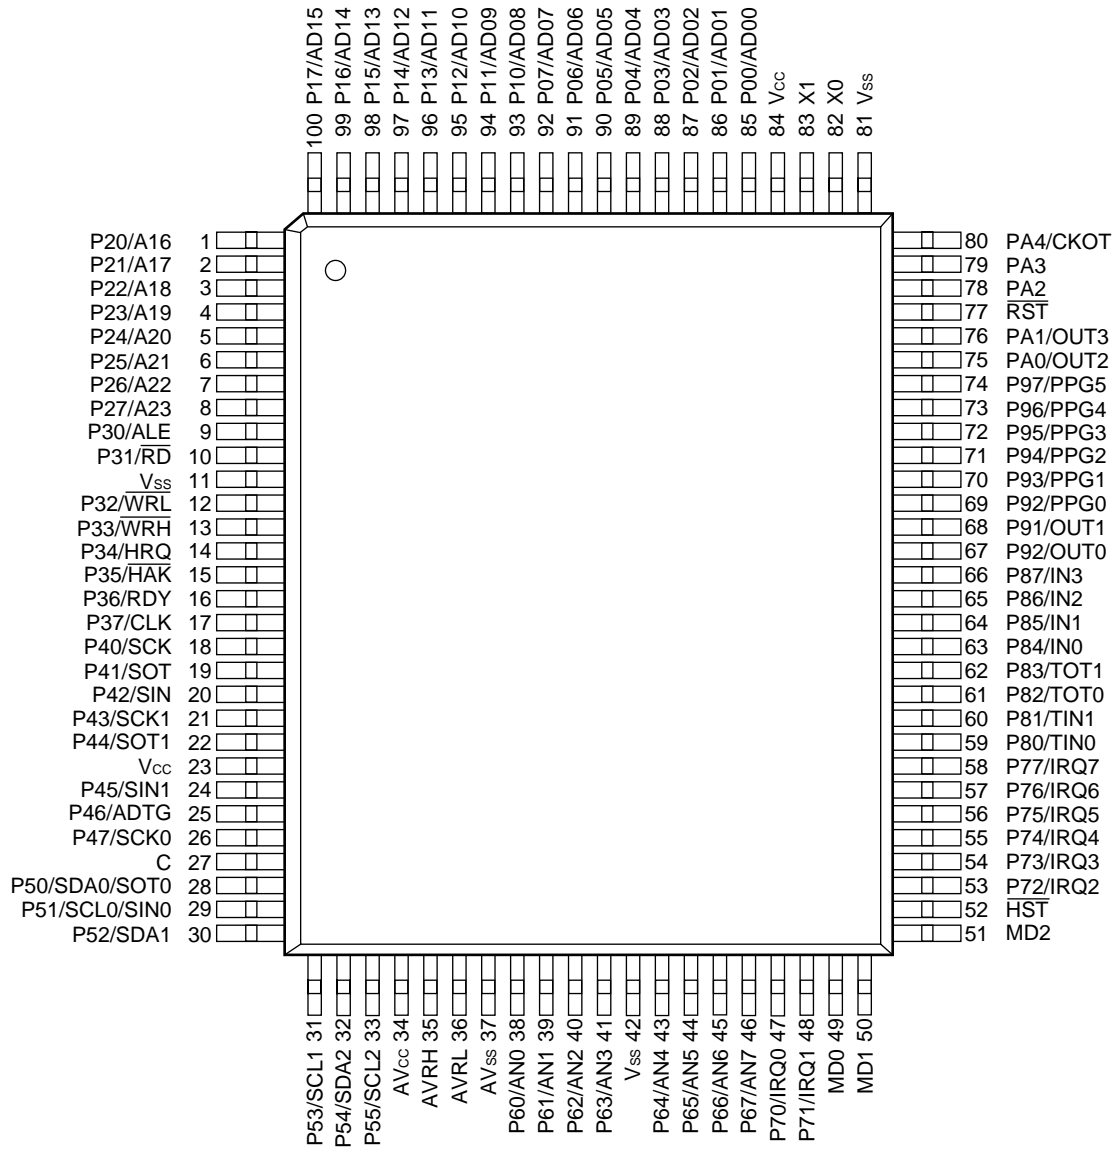 100 P17/AD15
99 P16/AD14
98 P15/AD13
97 P14/AD12
96 P13/AD11
95 P12/AD10
94 P11/AD09
93 P10/AD08
92 P07/AD07
91 P06/AD06
90 P05/AD05
89 P04/AD04
88 P03/AD03
87 P02/AD02
86 P01/AD01
85 P00/AD00
84 Vcc
83 X1
82 X0
81 Vss
P20/A16 1
P21/A17 2
P22/A18 3
P23/A19 4
P24/A20 5
P25/A21 6
P26/A22 7
P27/A23 8
P30/ALE 9
P31/RD 10
Vss 11
P32/WRL 12
P33/WRH 13
P34/HRQ 14
P35/HAK 15
P36/RDY 16
P37/CLK 17
P40/SCK 18
P41/SOT 19
P42/SIN 20
P43/SCK1 21
P44/SOT1 22
Vcc 23
P45/SIN1 24
P46/ADTG 25
P47/SCK0 26
C 27
P50/SDA0/SOT0 28
P51/SCL0/SIN0 29
P52/SDA1 30
80 PA4/CKOT
79 PA3
78 PA2
77 RST
76 PA1/OUT3
75 PA0/OUT2
74 P97/PPG5
73 P96/PPG4
72 P95/PPG3
71 P94/PPG2
70 P93/PPG1
69 P92/PPG0
68 P91/OUT1
67 P92/OUT0
66 P87/IN3
65 P86/IN2
64 P85/IN1
63 P84/IN0
62 P83/TOT1
61 P82/TOT0
60 P81/TIN1
59 P80/TIN0
58 P77/IRQ7
57 P76/IRQ6
56 P75/IRQ5
55 P74/IRQ4
54 P73/IRQ3
53 P72/IRQ2
52 HST
51 MD2
P53/SCL1 31
P54/SDA2 32
P55/SCL2 33
AVcc 34
AVRH 35
AVRL 36
AVss 37
P60/AN0 38
P61/AN1 39
P62/AN2 40
P63/AN3 41
Vss 42
P64/AN4 43
P65/AN5 44
P66/AN6 45
P67/AN7 46
P70/IRQ0 47
P71/IRQ1 48
MD0 49
MD1 50